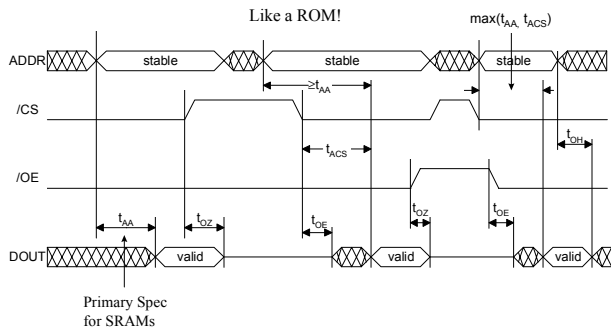 Like a ROM!
max(tAA, tACS)
ADDR
stable
stable
stable
≥tAA
/CS
tACS
tOH
/OE
tAA
tOZ
tOE
tOZ
tOE
DOUT
valid
valid
valid
Primary Spec
for SRAMs